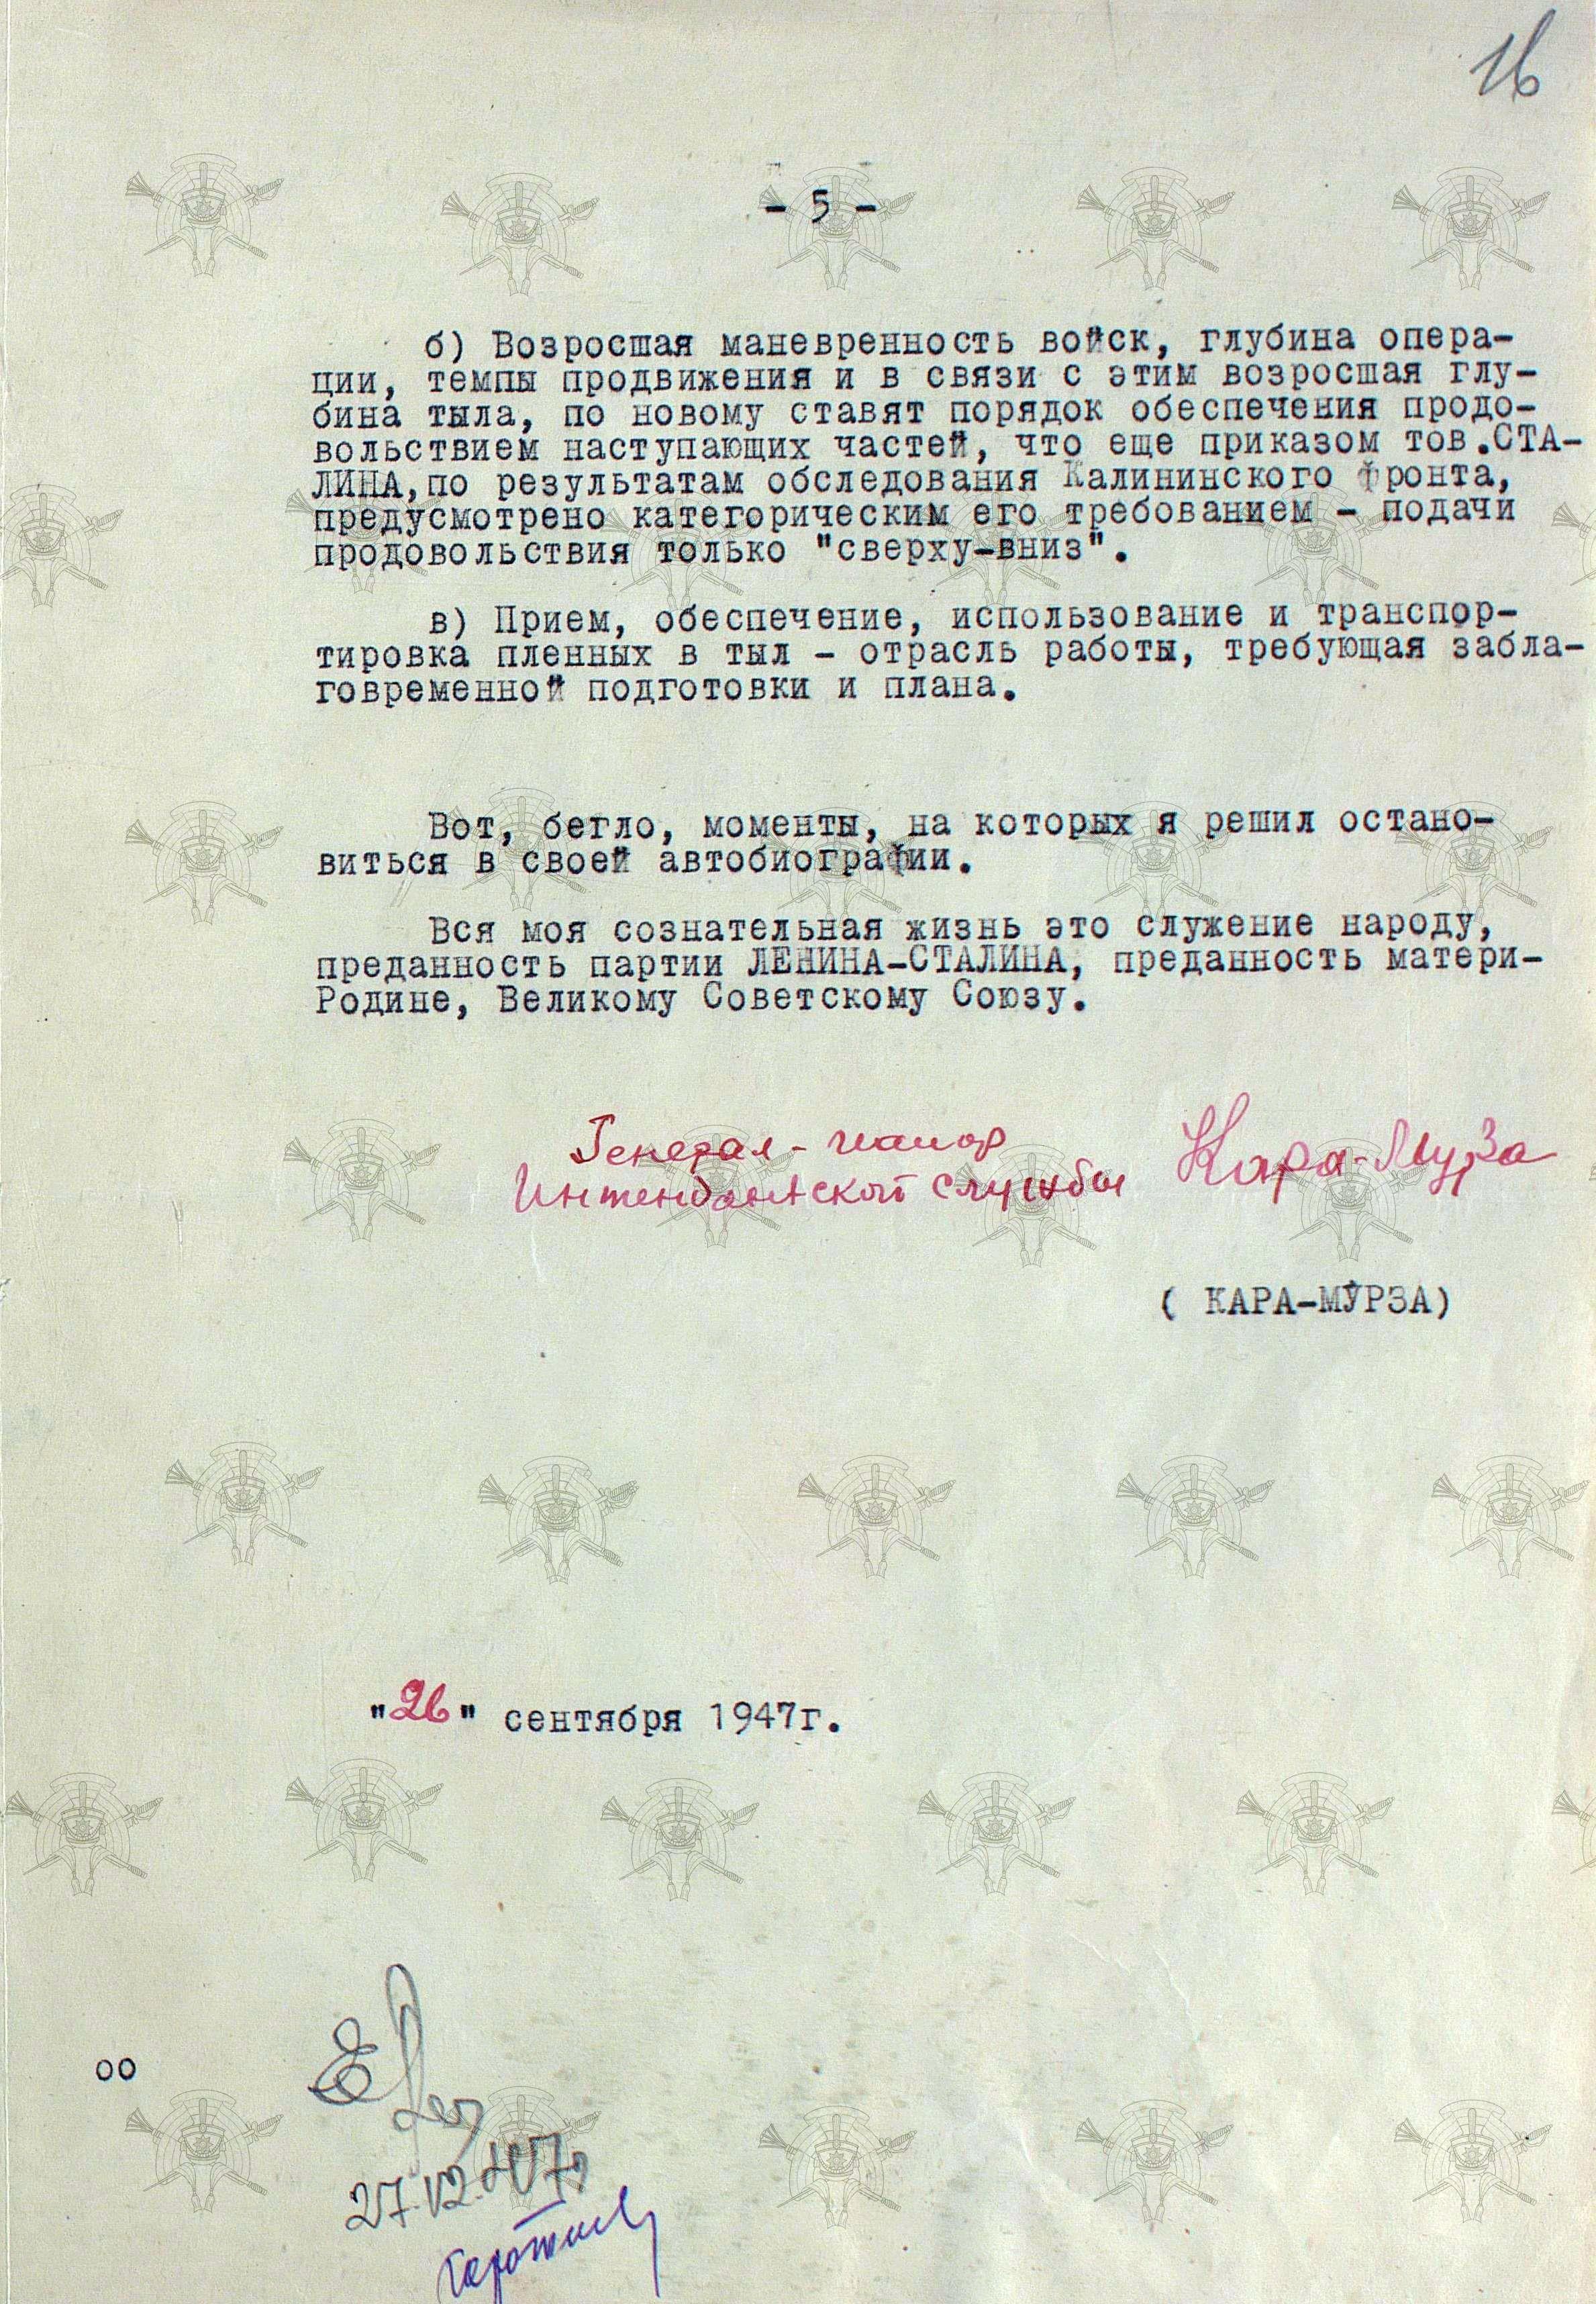 16
- 5 -
б) Возросшая маневренность войск, глубина опера-
ции, темпы продвижения и в связи с этим возросшая глу-
бина тыла, по новому ставят порядок обеспечения продо-
вольствием наступающих частей, что еще приказом тов.СТА-
ЛИНА,по результатам обследования Калининского фронта,
предусмотрено категорическим его требованием - подачи
продовольствия только "сверху-вниз".
в) Прием, обеспечение, использование и транспор-
тировка пленных в тыл - отрасль работы, требующая забла-
говременной подготовки и плана.
Вот, бегло, моменты, на которых я решил остано-
виться в своей автобиографии.
Вся моя сознательная жизнь это служение народу,
преданность партии ЛЕНИНА-СТАЛИНА, преданность матери-
Родине, Великому Советскому Союзу.
Генерал-майор
Интендантской службы Кара-Мурза
( КАРА-МУРЗА)
"26" сентября 1947г.
оо
27.12.47г